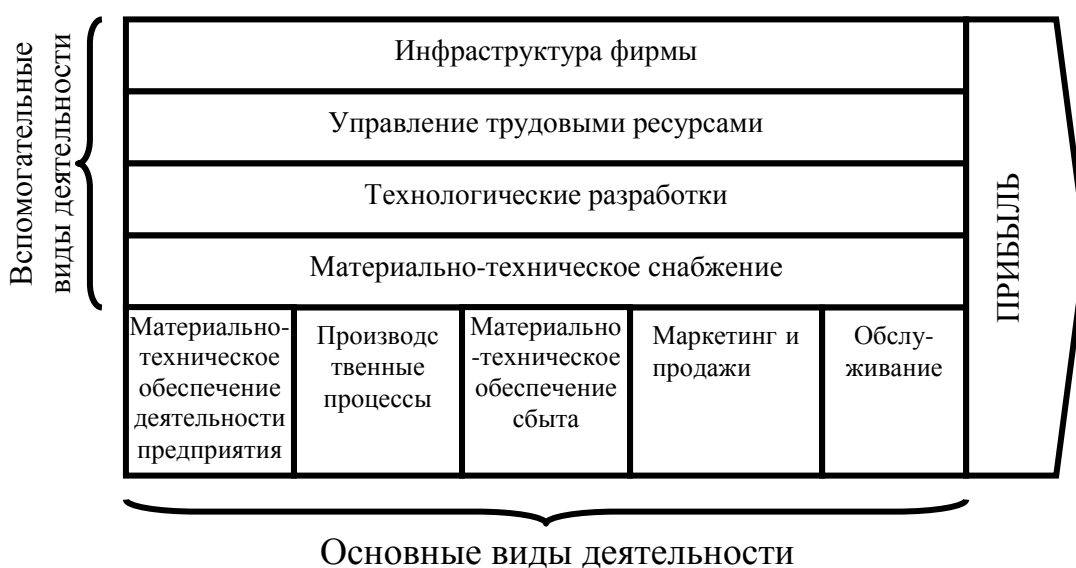 Вспомогательные
виды деятельности
Инфраструктура фирмы
Управление трудовыми ресурсами
Технологические разработки
Материально-техническое снабжение
Материально-
техническое
обеспечение
деятельности
предприятия
Производс
твенные
процессы
Материально
-техническое
обеспечение
сбыта
Маркетинг и
продажи
Обслу-
живание
ПРИБЫЛЬ
Основные виды деятельности